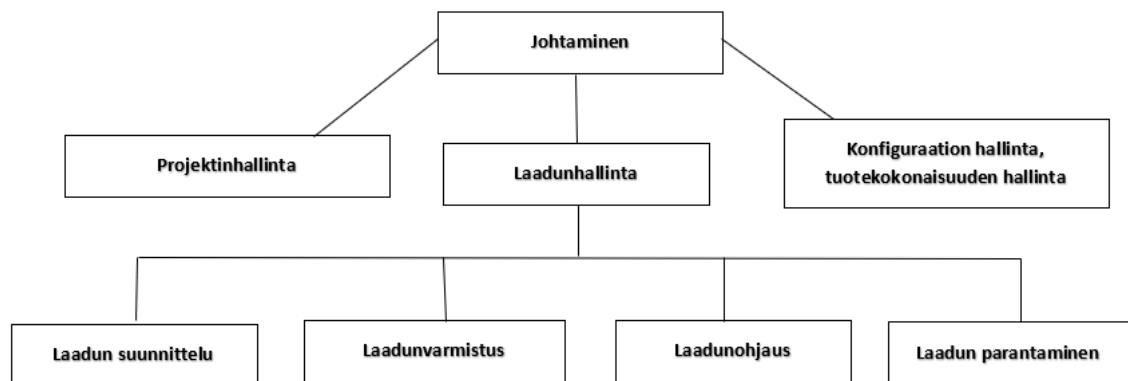 Johtaminen
Projektinhallinta
Laadunhallinta
Konfiguraation hallinta,
tuotekokonaisuuden hallinta
Laadun suunnittelu
Laadunvarmistus
Laadunohjaus
Laadun parantaminen